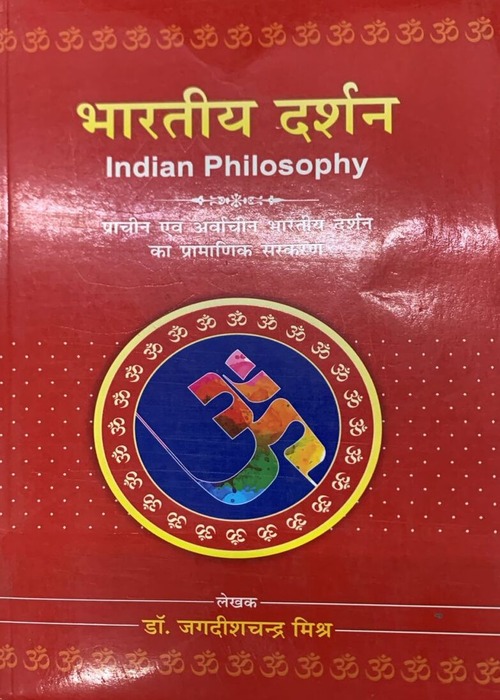 भारतीय दर्शन
Indian Philosophy
प्राचीन एवं अर्वाचीन भारतीय दर्शन
का प्रामाणिक संस्करण
लेखक
डॉ. जगदीशचन्द्र मिश्र